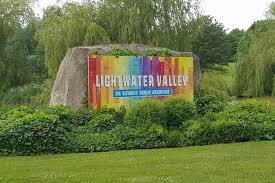 LIGHTWATER VALLEY
THE ULTIMATE FAMILY ADVENTURE